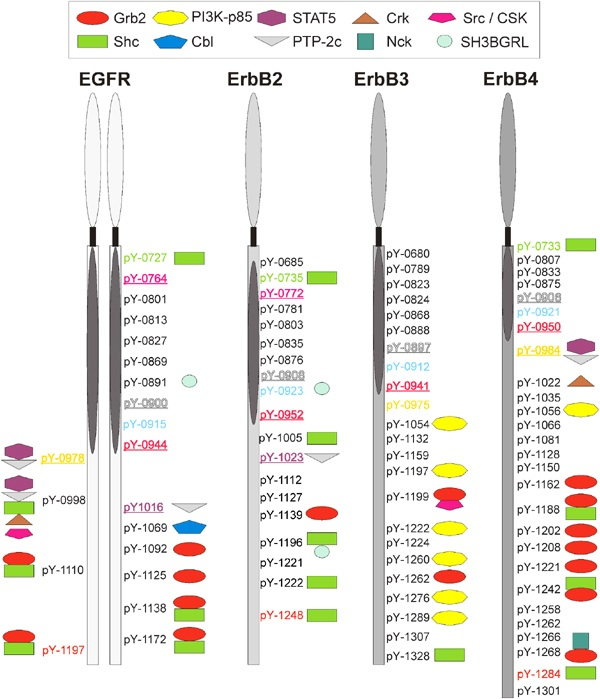 Grb2 PI3K-p85 STAT5 Crk Src / CSK
Shc Cbl PTP-2c Nck SH3BGRL
EGFR
pY-0727
pY-0764
pY-0801
pY-0813
pY-0827
pY-0869
pY-0891
pY-0900
pY-0915
pY-0944
pY-0978
pY-0998
pY1016
pY-1069
pY-1092
pY-1110
pY-1125
pY-1138
pY-1172
pY-1197
ErbB2
pY-0685
pY-0735
pY-0772
pY-0781
pY-0803
pY-0835
pY-0876
pY-0908
pY-0923
pY-0952
pY-1005
pY-1023
pY-1112
pY-1127
pY-1139
pY-1196
pY-1221
pY-1222
pY-1248
ErbB3
pY-0680
pY-0789
pY-0823
pY-0824
pY-0868
pY-0888
pY-0897
pY-0912
pY-0941
pY-0975
pY-1054
pY-1132
pY-1159
pY-1197
pY-1199
pY-1222
pY-1224
pY-1260
pY-1262
pY-1276
pY-1289
pY-1307
pY-1328
ErbB4
pY-0733
pY-0807
pY-0833
pY-0875
pY-0906
pY-0921
pY-0950
pY-0984
pY-1022
pY-1035
pY-1056
pY-1066
pY-1081
pY-1128
pY-1150
pY-1162
pY-1188
pY-1202
pY-1208
pY-1221
pY-1242
pY-1258
pY-1262
pY-1266
pY-1268
pY-1284
pY-1301